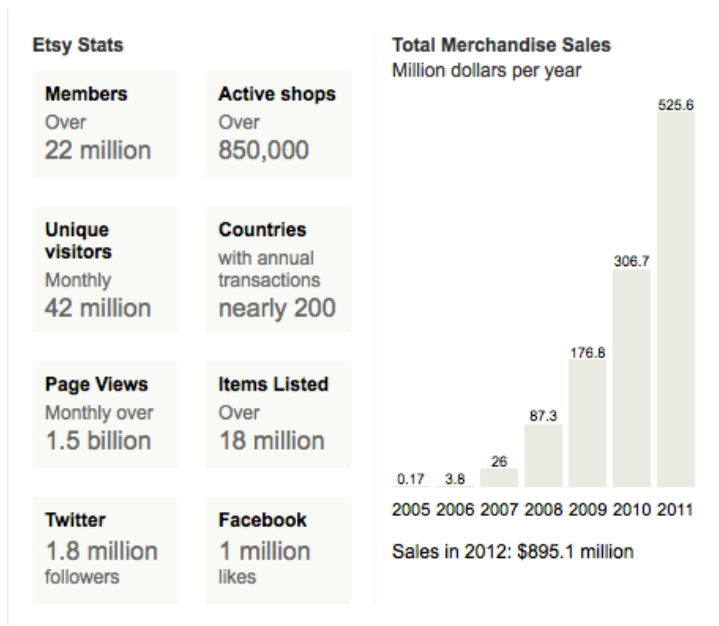 Etsy Stats
Members
Over
22 million
Active shops
Over
850,000
Unique
visitors
Monthly
42 million
Countries
with annual
transactions
nearly 200
Page Views
Monthly over
1.5 billion
Items Listed
Over
18 million
Twitter
1.8 million
followers
Facebook
1 million
likes
Total Merchandise Sales
Million dollars per year
525.6
306.7
176.8
87.3
26
0.17 3.8
2005 2006 2007 2008 2009 2010 2011
Sales in 2012: $895.1 million